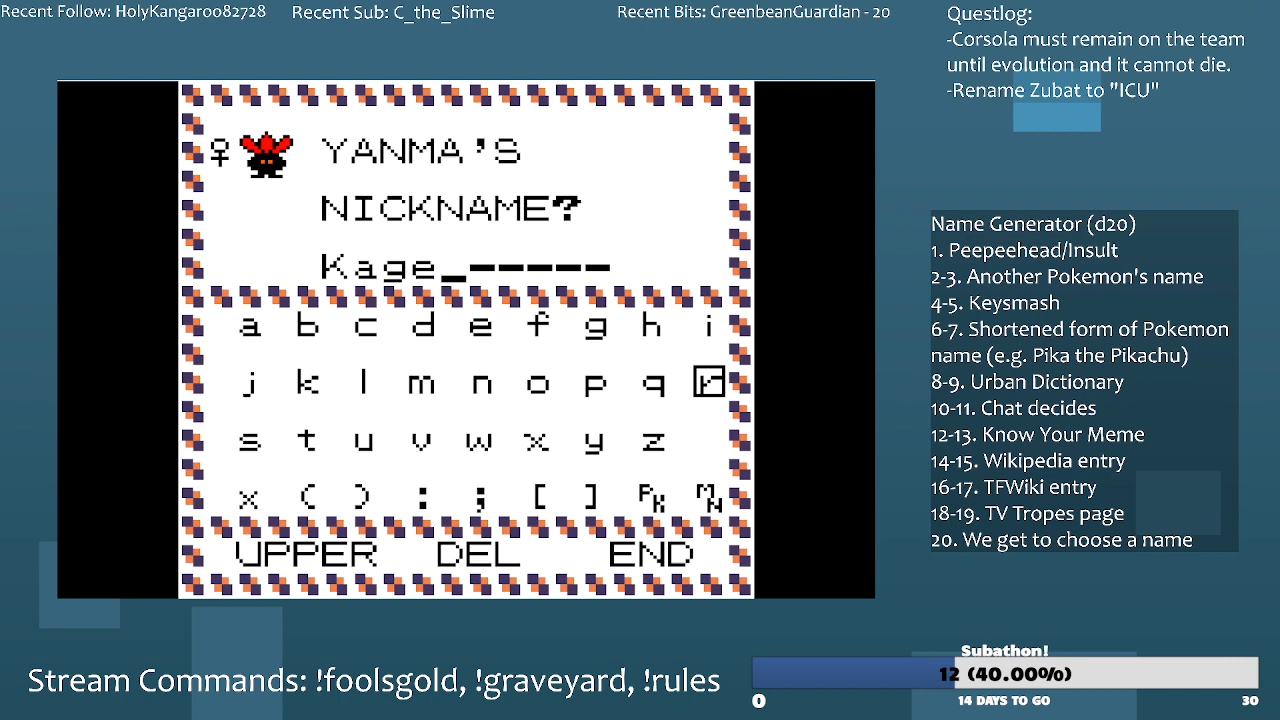 Recent Follow: HolyKangaroo82728
Recent Sub: C_the_Slime
Recent Bits: GreenbeanGuardian - 20
Questlog:
-Corsola must remain on the team
until evolution and it cannot die.
-Rename Zubat to "ICU"
♀ YANMA'S
NICKNAME?
Kage
a b c d e f g h i
j k l m n o p q r
s t u v w x y z
× ( ) : ; [ ] PK MN
UPPER DEL END
Name Generator (d20)
1. Peepeehead/Insult
2-3. Another Pokemon's name
4-5. Keysmash
6-7. Shortened form of Pokemon
name (e.g. Pika the Pikachu)
8-9. Urban Dictionary
10-11. Chat decides
12-13. Know Your Meme
14-15. Wikipedia entry
16-17. TFWiki entry
18-19. TV Tropes page
20. We get to choose a name
Stream Commands: !foolsgold, !graveyard, !rules
Subathon!
12 (40.00%)
0 14 DAYS TO GO 30